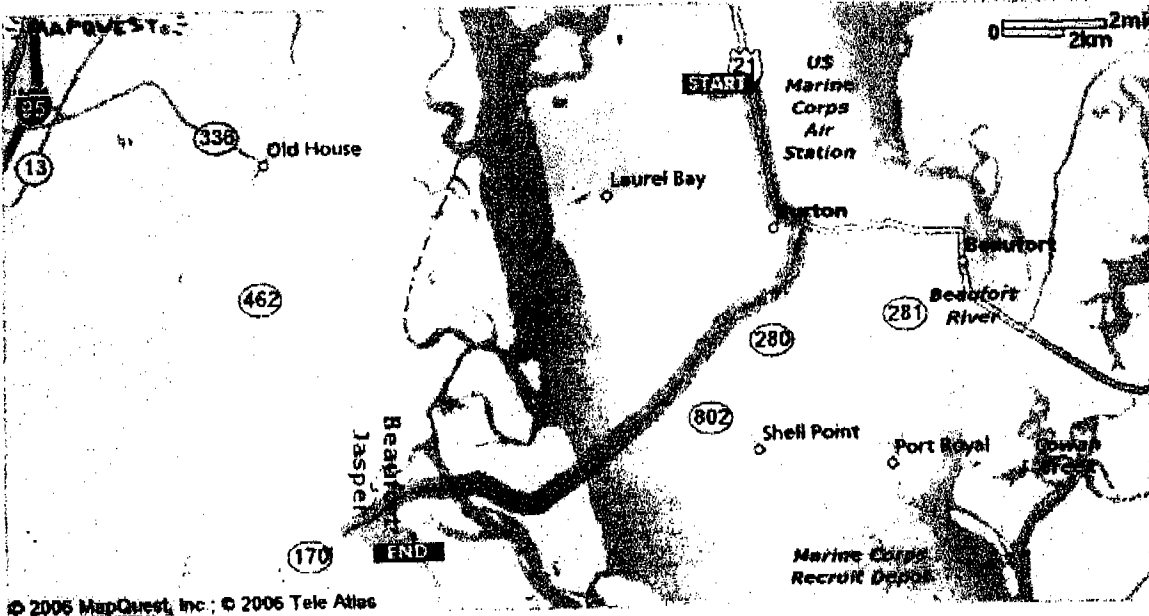 MAPQUEST
0 2mi
2km
21
START
US
Marine
Corps
Air
Station
95
336
Old House
13
Laurel Bay
Burton
Beaufort
462
Beaufort
River
281
280
802
Beaufort
Jasper
Shell Point
Port Royal
Cowan
170
END
Marine Corps
Recruit Depot
© 2006 MapQuest, Inc.; © 2006 Tele Atlas